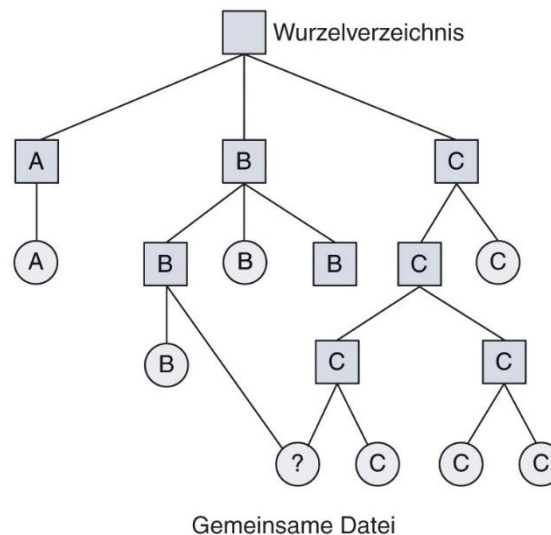 Wurzelverzeichnis
A B C
A B B B C C
B C C
? C C C
Gemeinsame Datei